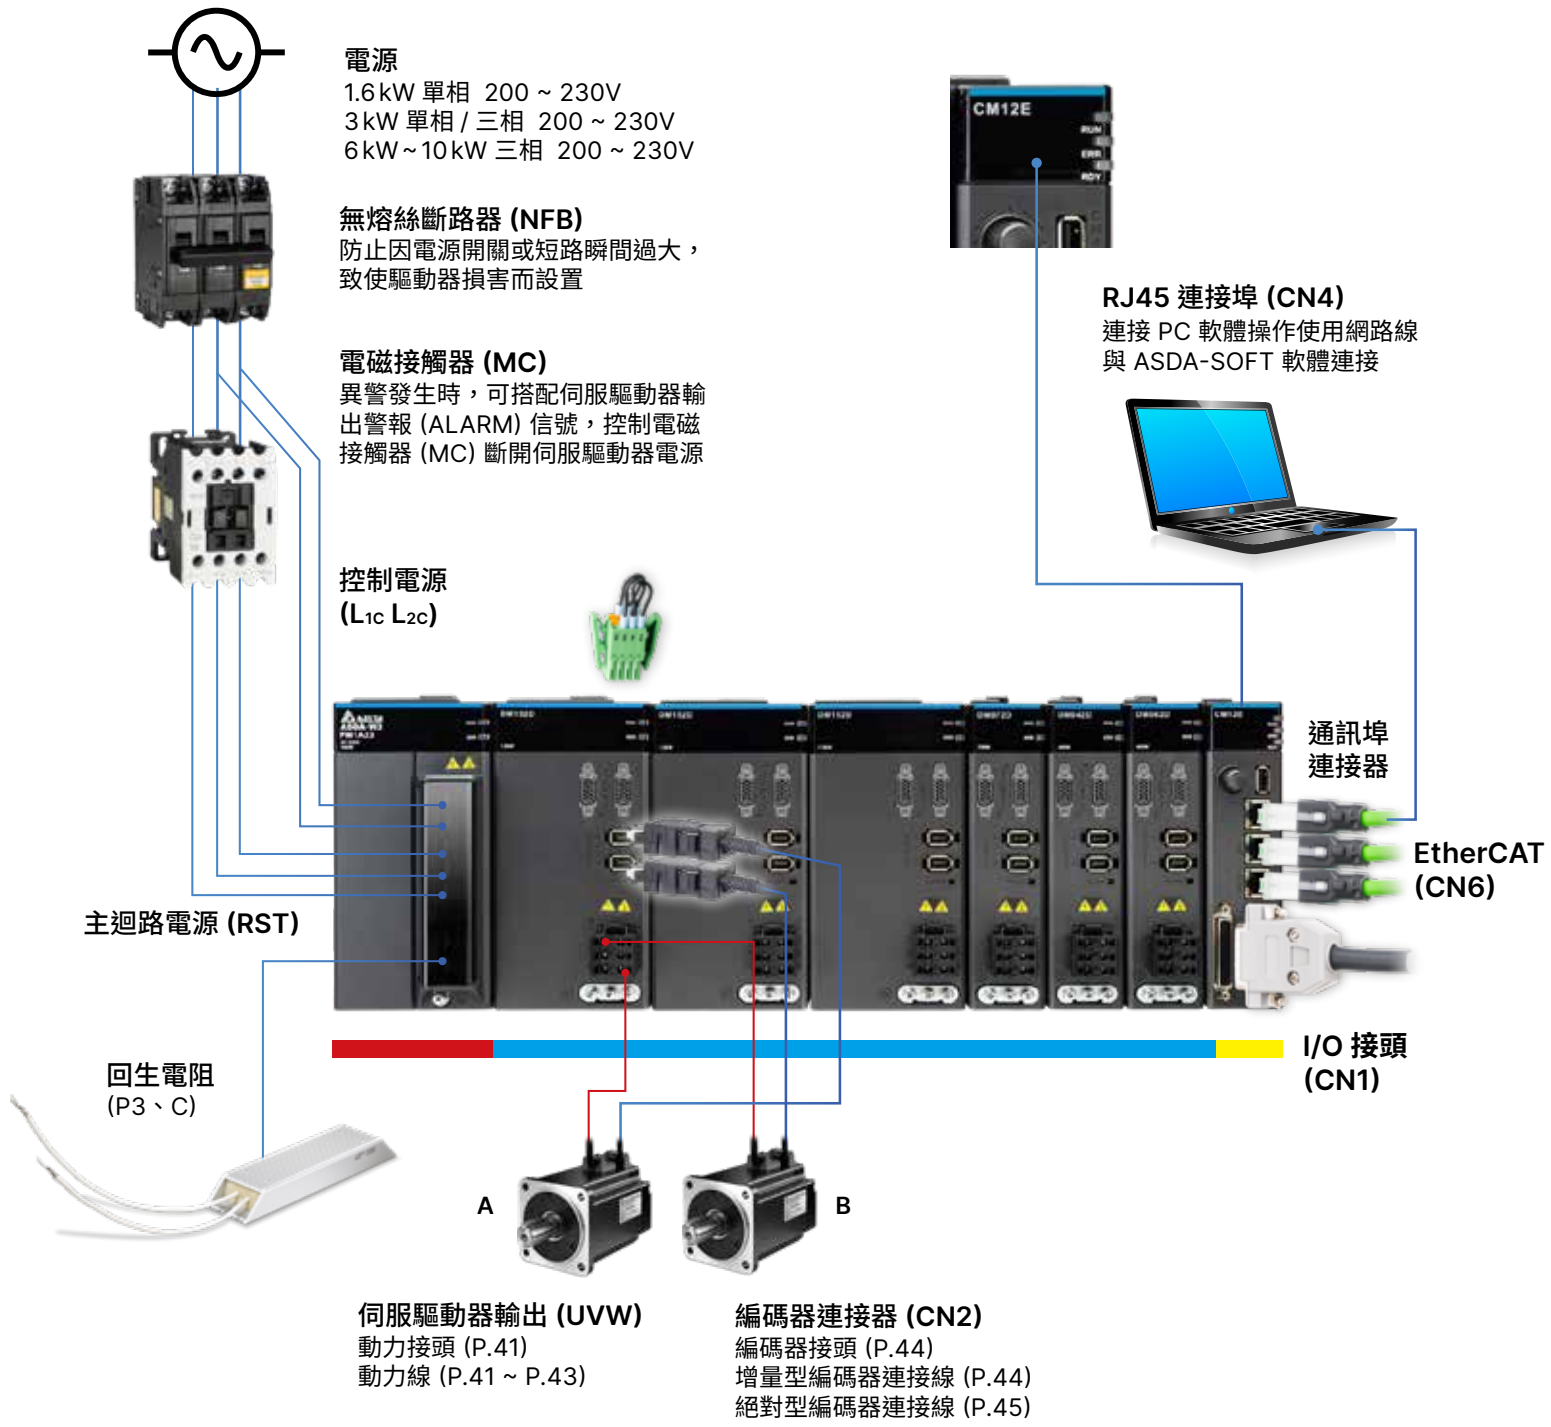 電源
1.6 kW 單相 200 ~ 230V
3 kW 單相 / 三相 200 ~ 230V
6 kW ~ 10 kW 三相 200 ~ 230V
無熔絲斷路器 (NFB)
防止因電源開關或短路瞬間過大，
致使驅動器損害而設置
電磁接觸器 (MC)
異警發生時，可搭配伺服驅動器輸
出警報 (ALARM) 信號，控制電磁
接觸器 (MC) 斷開伺服驅動器電源
控制電源
(L1C L2C)
CM12E
RUN
ERR
RDY
RJ45 連接埠 (CN4)
連接 PC 軟體操作使用網路線
與 ASDA-SOFT 軟體連接
通訊埠
連接器
EtherCAT
(CN6)
主迴路電源 (RST)
I/O 接頭
(CN1)
回生電阻
(P3、C)
A
B
伺服驅動器輸出 (UVW)
動力接頭 (P.41)
動力線 (P.41 ~ P.43)
編碼器連接器 (CN2)
編碼器接頭 (P.44)
增量型編碼器連接線 (P.44)
絕對型編碼器連接線 (P.45)